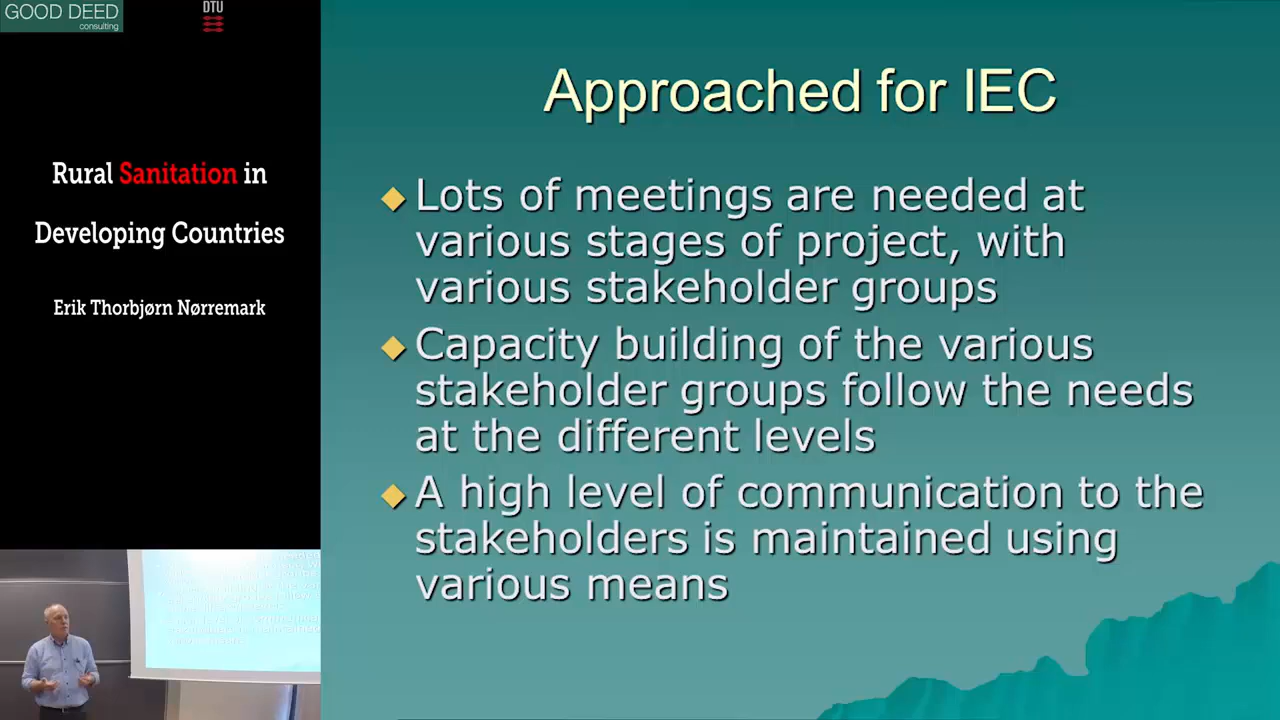 GOOD DEED
consulting
DTU
Rural Sanitation in
Developing Countries
Erik Thorbjørn Nørremark
Approached for IEC
Lots of meetings are needed at
various stages of project, with
various stakeholder groups
Capacity building of the various
stakeholder groups follow the needs
at the different levels
A high level of communication to the
stakeholders is maintained using
various means